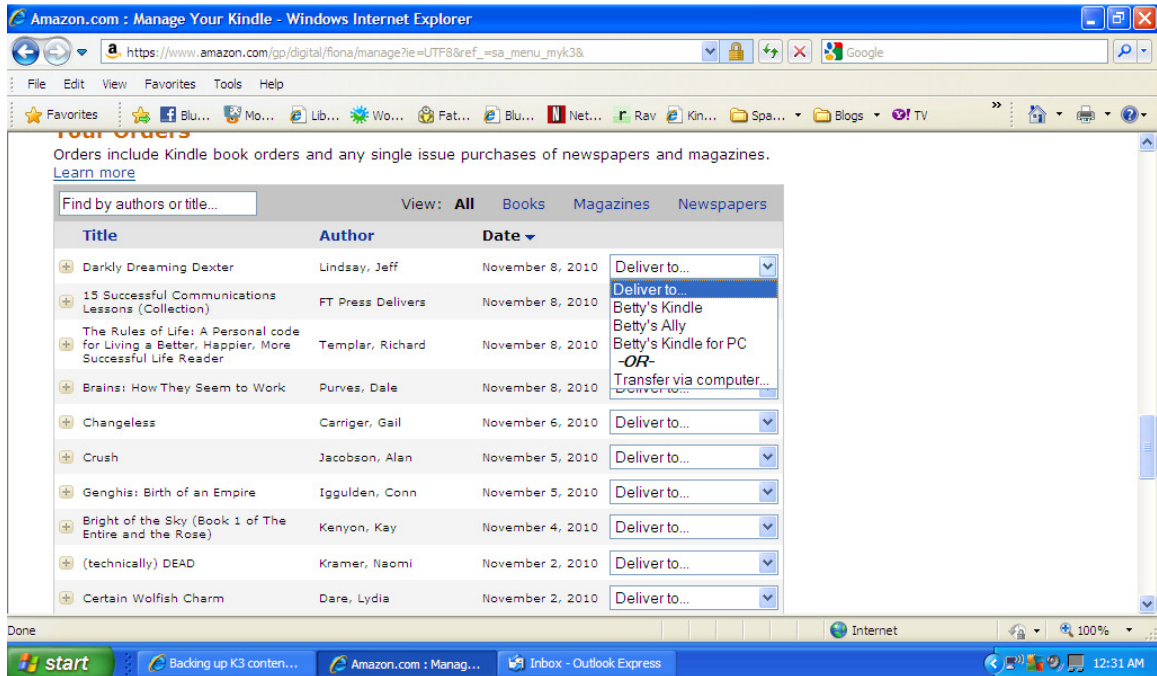 Amazon.com : Manage Your Kindle - Windows Internet Explorer
https://www.amazon.com/gp/digital/fiona/manage?ie=UTF8&ref_=sa_menu_myk3&
Google
File Edit View Favorites Tools Help
Favorites Blu... Mo... Lib... Wo... Fat... Blu... Net... Rav Kin... Spa... Blogs TV »
Your Orders
Orders include Kindle book orders and any single issue purchases of newspapers and magazines.
Learn more
Find by authors or title... View: All Books Magazines Newspapers
Title Author Date
Darkly Dreaming Dexter Lindsay, Jeff November 8, 2010 Deliver to...
Deliver to...
Betty's Kindle
Betty's Ally
Betty's Kindle for PC
-OR-
Transfer via computer...
15 Successful Communications
Lessons (Collection) FT Press Delivers November 8, 2010
The Rules of Life: A Personal code
for Living a Better, Happier, More
Successful Life Reader Templar, Richard November 8, 2010
Brains: How They Seem to Work Purves, Dale November 8, 2010 Deliver to...
Changeless Carriger, Gail November 6, 2010 Deliver to...
Crush Jacobson, Alan November 5, 2010 Deliver to...
Genghis: Birth of an Empire Iggulden, Conn November 5, 2010 Deliver to...
Bright of the Sky (Book 1 of The
Entire and the Rose) Kenyon, Kay November 4, 2010 Deliver to...
(technically) DEAD Kramer, Naomi November 2, 2010 Deliver to...
Certain Wolfish Charm Dare, Lydia November 2, 2010 Deliver to...
Done Internet 100%
start Backing up K3 conten... Amazon.com : Manag... Inbox - Outlook Express 12:31 AM